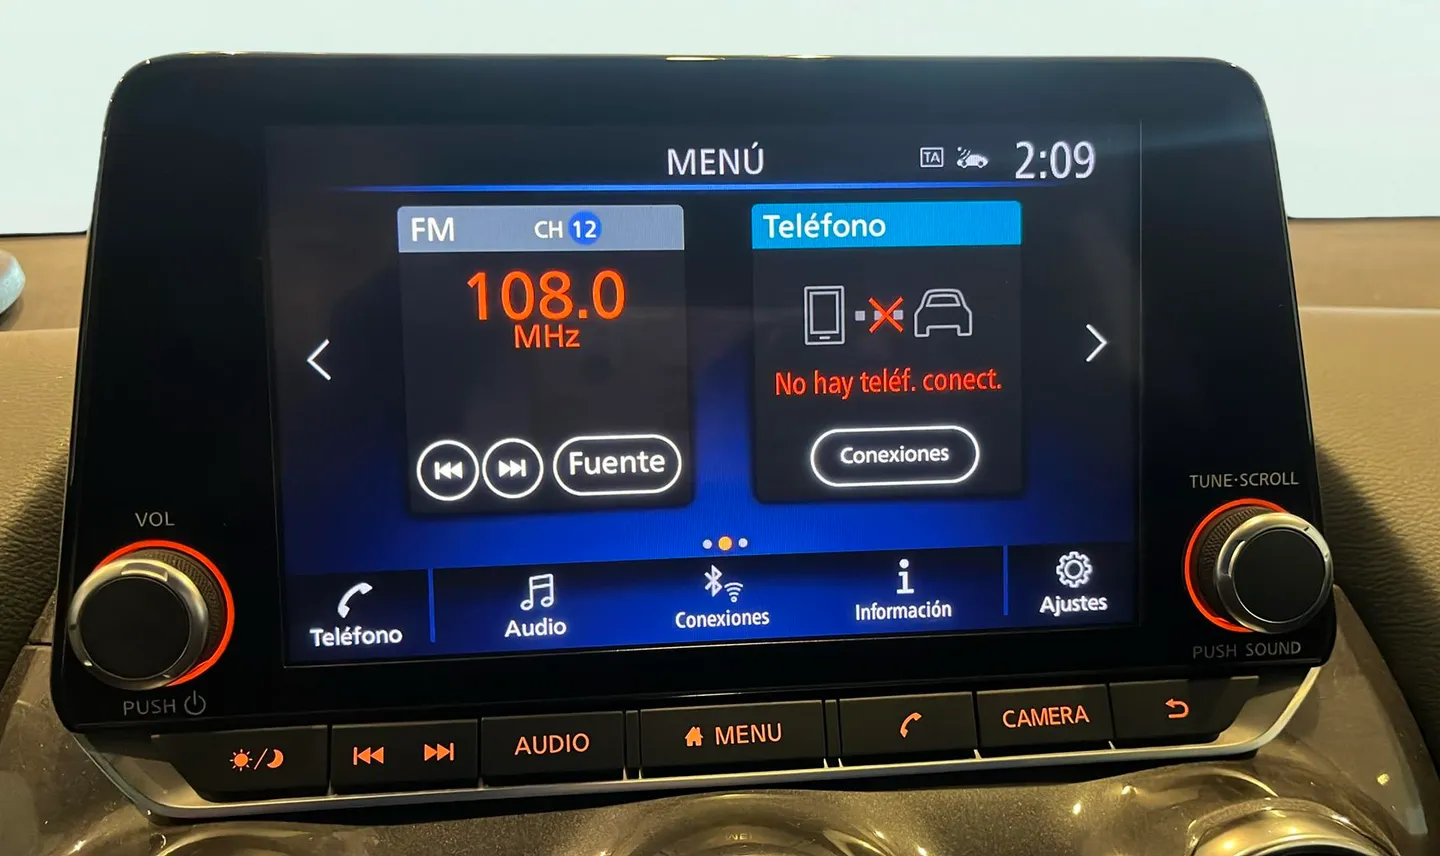 MENÚ
TA
2:09
FM
CH 12
108.0
MHz
Fuente
Teléfono
No hay teléf. conect.
Conexiones
Teléfono
Audio
Conexiones
Información
Ajustes
VOL
PUSH
TUNE·SCROLL
PUSH SOUND
AUDIO
MENU
CAMERA